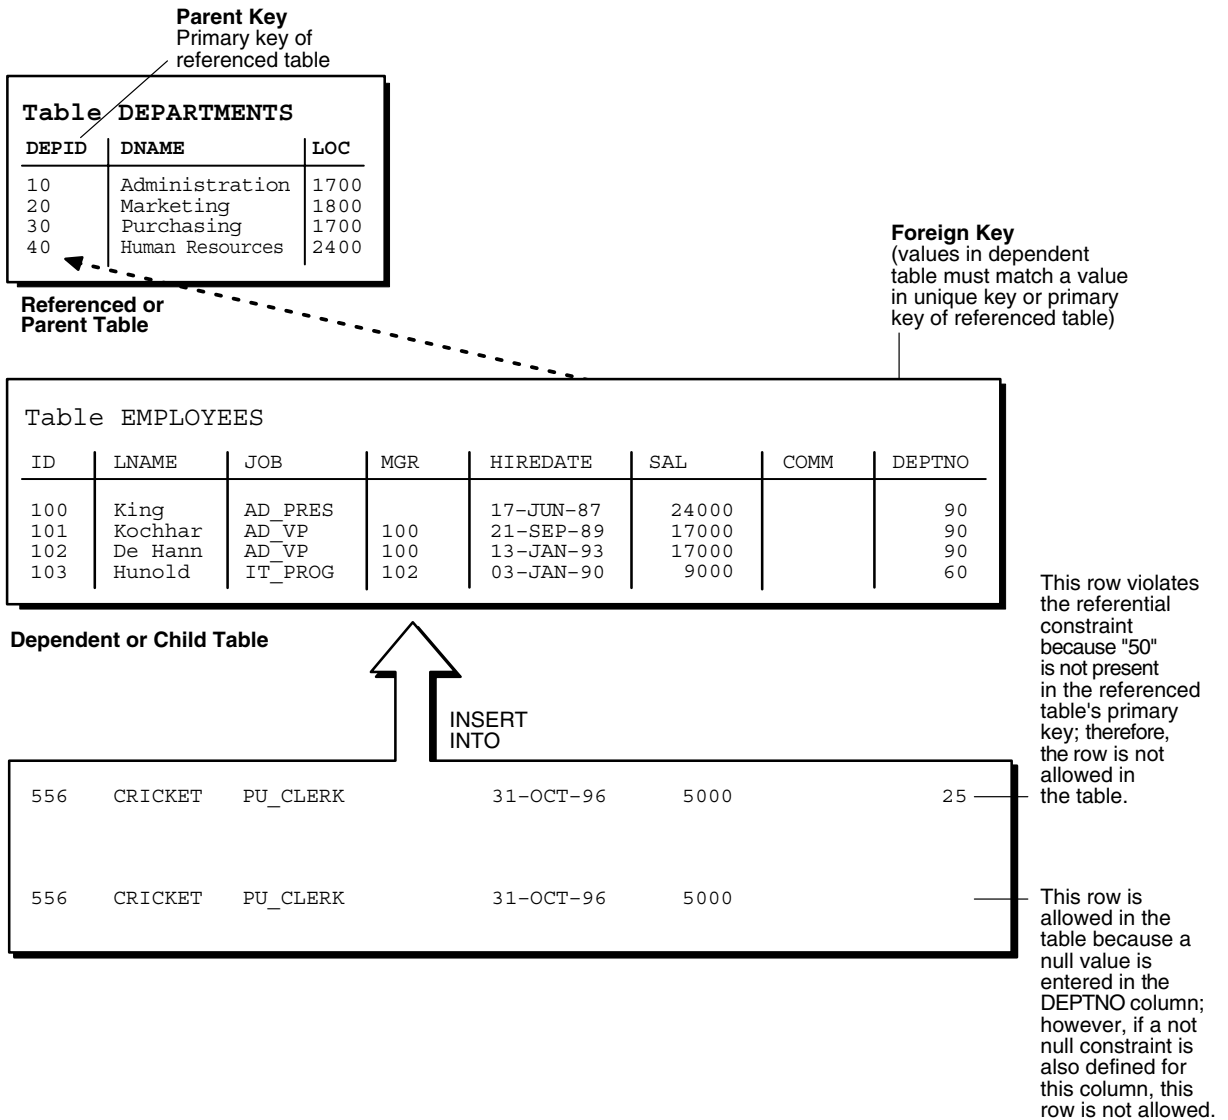 Parent Key
Primary key of
referenced table
Table DEPARTMENTS
DEPID DNAME LOC
10 Administration 1700
20 Marketing 1800
30 Purchasing 1700
40 Human Resources 2400
Referenced or
Parent Table
Foreign Key
(values in dependent
table must match a value
in unique key or primary
key of referenced table)
Table EMPLOYEES
ID LNAME JOB MGR HIREDATE SAL COMM DEPTNO
100 King AD_PRES 17-JUN-87 24000 90
101 Kochhar AD_VP 100 21-SEP-89 17000 90
102 De Hann AD_VP 100 13-JAN-93 17000 90
103 Hunold IT_PROG 102 03-JAN-90 9000 60
Dependent or Child Table
INSERT
INTO
This row violates
the referential
constraint
because "50"
is not present
in the referenced
table's primary
key; therefore,
the row is not
allowed in
the table.
556 CRICKET PU_CLERK 31-OCT-96 5000 25
556 CRICKET PU_CLERK 31-OCT-96 5000
This row is
allowed in the
table because a
null value is
entered in the
DEPTNO column;
however, if a not
null constraint is
also defined for
this column, this
row is not allowed.